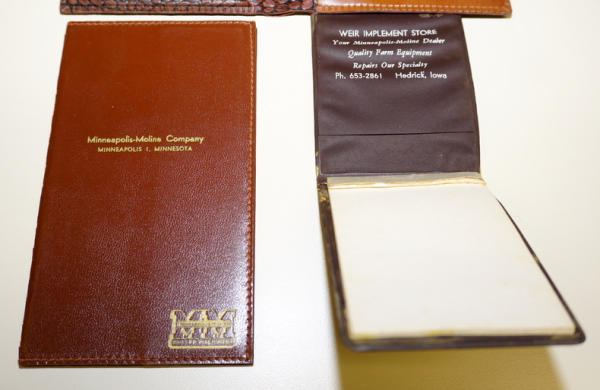 Minneapolis-Moline Company
MINNEAPOLIS 1, MINNESOTA
MM
WEIR IMPLEMENT STORE
Your Minneapolis-Moline Dealer
Quality Farm Equipment
Repairs Our Specialty
Ph. 653-2861 Hedrick, Iowa